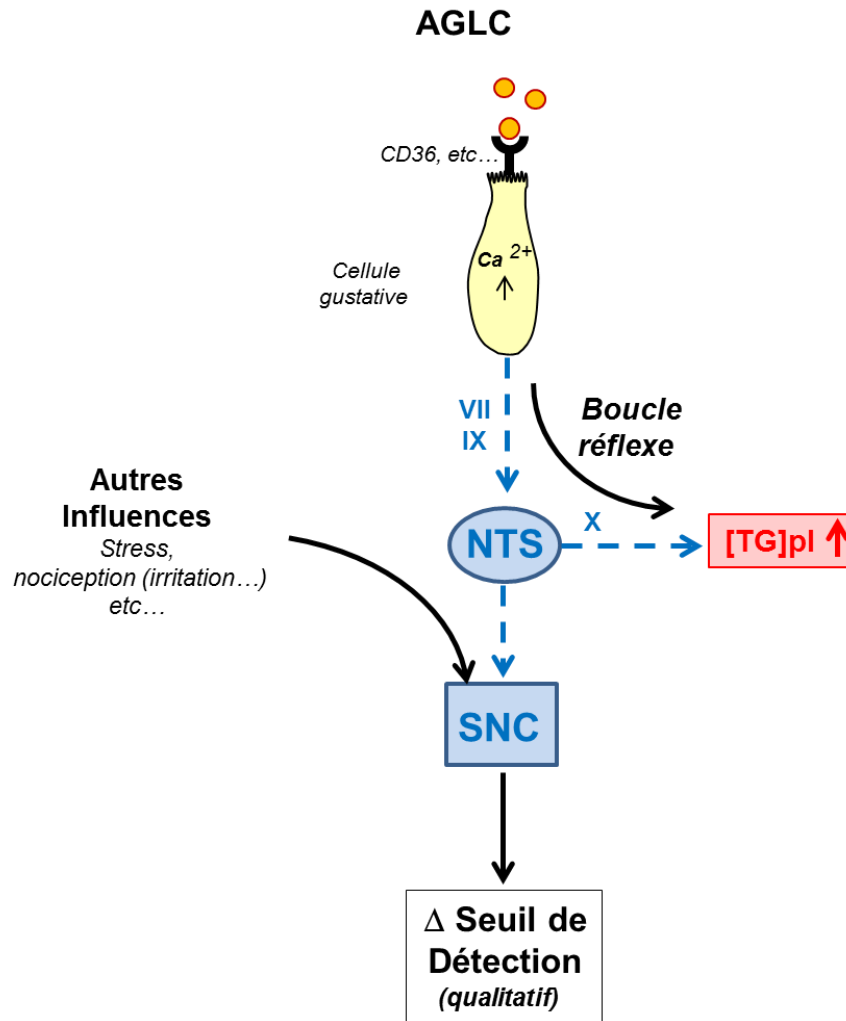 AGLC
CD36, etc…
Ca 2+
Cellule
gustative
VII
IX
Boucle
réflexe
Autres
Influences
Stress,
nociception (irritation…)
etc…
NTS
X
[TG]pl
SNC
Δ Seuil de
Détection
(qualitatif)